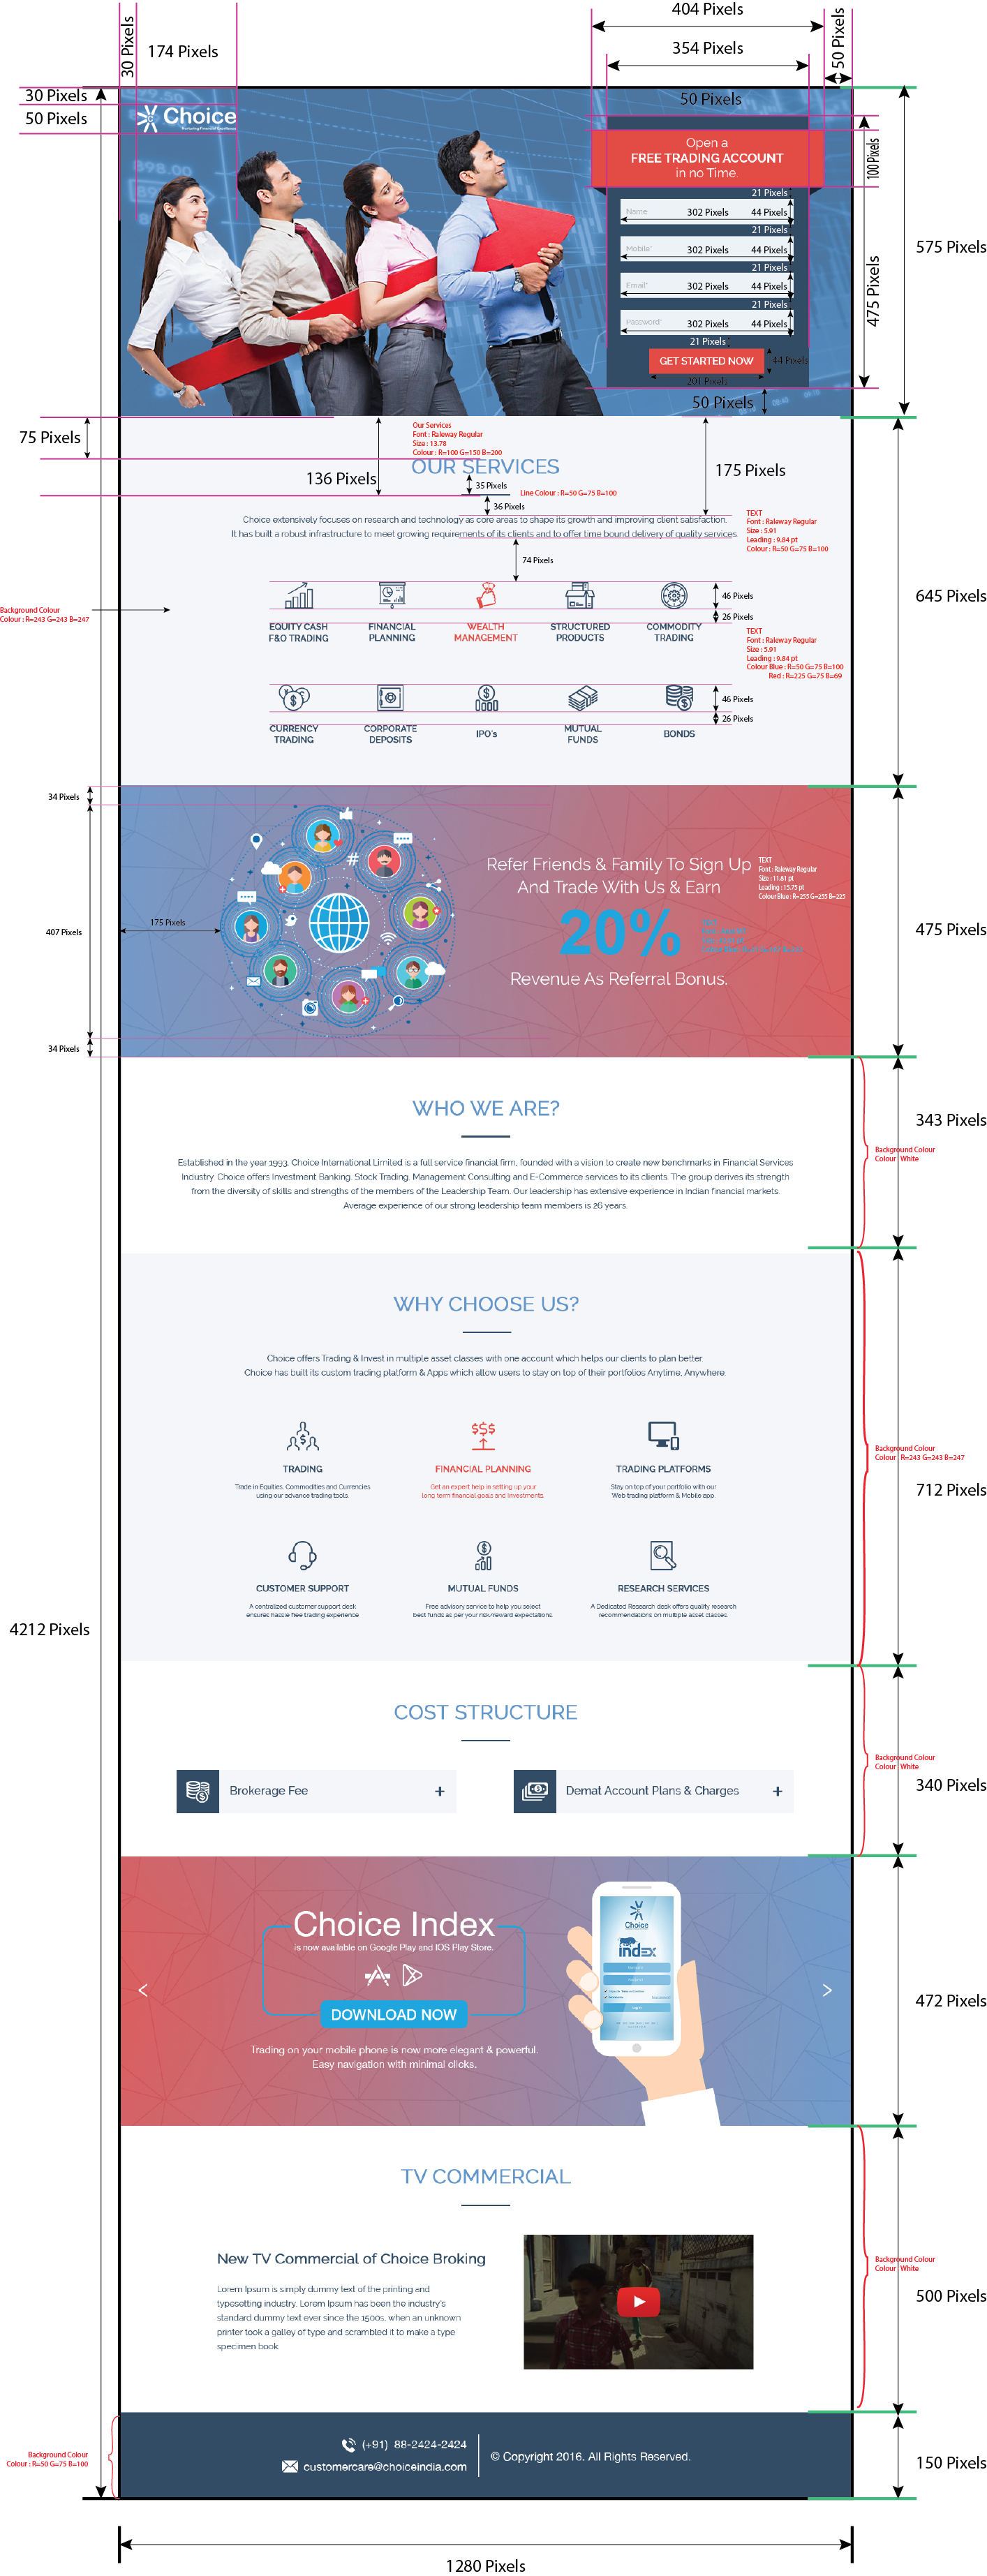 404 Pixels
30 Pixels
174 Pixels
354 Pixels
50 Pixels
30 Pixels
50 Pixels
50 Pixels
Choice
Open a
FREE TRADING ACCOUNT
in no Time.
100 Pixels
21 Pixels
Name 302 Pixels 44 Pixels
21 Pixels
Mobile* 302 Pixels 44 Pixels
21 Pixels
Email* 302 Pixels 44 Pixels
21 Pixels
Password* 302 Pixels 44 Pixels
21 Pixels
GET STARTED NOW
44 Pixels
201 Pixels
50 Pixels
475 Pixels
575 Pixels
75 Pixels
136 Pixels
Our Services
Font : Raleway Regular
Size : 13.78
Colour : R=100 G=150 B=200
OUR SERVICES
35 Pixels
Line Colour : R=50 G=75 B=100
36 Pixels
175 Pixels
Choice extensively focuses on research and technology as core areas to shape its growth and improving client satisfaction.
It has built a robust infrastructure to meet growing requirements of its clients and to offer time bound delivery of quality services.
TEXT
Font : Raleway Regular
Size : 5.91
Leading : 9.84 pt
Colour : R=50 G=75 B=100
74 Pixels
46 Pixels
26 Pixels
Background Colour
Colour : R=243 G=243 B=247
645 Pixels
EQUITY CASH
F&O TRADING
FINANCIAL
PLANNING
WEALTH
MANAGEMENT
STRUCTURED
PRODUCTS
COMMODITY
TRADING
TEXT
Font : Raleway Regular
Size : 5.91
Leading : 9.84 pt
Colour Blue : R=50 G=75 B=100
Red : R=225 G=75 B=69
46 Pixels
26 Pixels
CURRENCY
TRADING
CORPORATE
DEPOSITS
IPO's
MUTUAL
FUNDS
BONDS
34 Pixels
407 Pixels
34 Pixels
175 Pixels
#
Refer Friends & Family To Sign Up
And Trade With Us & Earn
20%
Revenue As Referral Bonus.
TEXT
Font : Raleway Regular
Size : 11.81 pt
Leading : 15.75 pt
Colour Blue : R=255 G=255 B=225
475 Pixels
WHO WE ARE?
Established in the year 1993, Choice International Limited is a full service financial firm, founded with a vision to create new benchmarks in Financial Services
Industry. Choice offers Investment Banking, Stock Trading, Management Consulting and E-Commerce services to its clients. The group derives its strength
from the diversity of skills and strengths of the members of the Leadership Team. Our leadership has extensive experience in Indian financial markets.
Average experience of our strong leadership team members is 26 years.
343 Pixels
Background Colour
Colour : White
WHY CHOOSE US?
Choice offers Trading & Invest in multiple asset classes with one account which helps our clients to plan better.
Choice has built its custom trading platform & Apps which allow users to stay on top of their portfolios Anytime, Anywhere.
TRADING
Trade in Equities, Commodities and Currencies
using our advance trading tools.
$$$
FINANCIAL PLANNING
Get an expert help in setting up your
long term financial goals and investments.
TRADING PLATFORMS
Stay on top of your portfolio with our
Web trading platform & Mobile app.
Background Colour
Colour : R=243 G=243 B=247
712 Pixels
CUSTOMER SUPPORT
A centralized customer support desk
ensures hassle free trading experience
MUTUAL FUNDS
Free advisory service to help you select
best funds as per your risk/reward expectations.
RESEARCH SERVICES
A Dedicated Research desk offers quality research
recommendations on multiple asset classes.
4212 Pixels
COST STRUCTURE
Brokerage Fee +
Demat Account Plans & Charges +
Background Colour
Colour : White
340 Pixels
Choice Index
is now available on Google Play and IOS Play Store.
DOWNLOAD NOW
Trading on your mobile phone is now more elegant & powerful.
Easy navigation with minimal clicks.
Choice
index
472 Pixels
TV COMMERCIAL
New TV Commercial of Choice Broking
Lorem Ipsum is simply dummy text of the printing and
typesetting industry. Lorem Ipsum has been the industry's
standard dummy text ever since the 1500s, when an unknown
printer took a galley of type and scrambled it to make a type
specimen book.
Background Colour
Colour : White
500 Pixels
Background Colour
Colour : R=50 G=75 B=100
(+91) 88-2424-2424
customercare@choiceindia.com
© Copyright 2016. All Rights Reserved.
150 Pixels
1280 Pixels